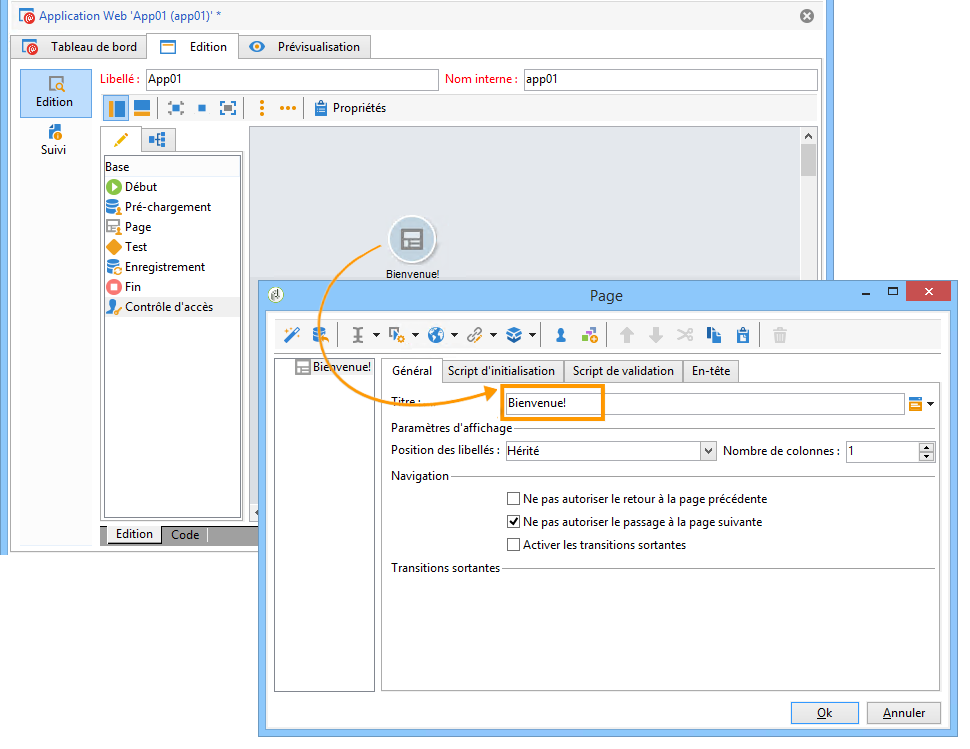 Application Web 'App01 (app01)' *
Tableau de bord
Edition
Prévisualisation
Edition
Suivi
Libellé : App01
Nom interne : app01
Propriétés
Base
Début
Pré-chargement
Page
Test
Enregistrement
Fin
Contrôle d'accès
Bienvenue!
Edition
Code
Page
Bienvenue!
Général
Script d'initialisation
Script de validation
En-tête
Titre : Bienvenue!
Paramètres d'affichage
Position des libellés : Hérité
Nombre de colonnes : 1
Navigation
Ne pas autoriser le retour à la page précédente
Ne pas autoriser le passage à la page suivante
Activer les transitions sortantes
Transitions sortantes
Ok
Annuler